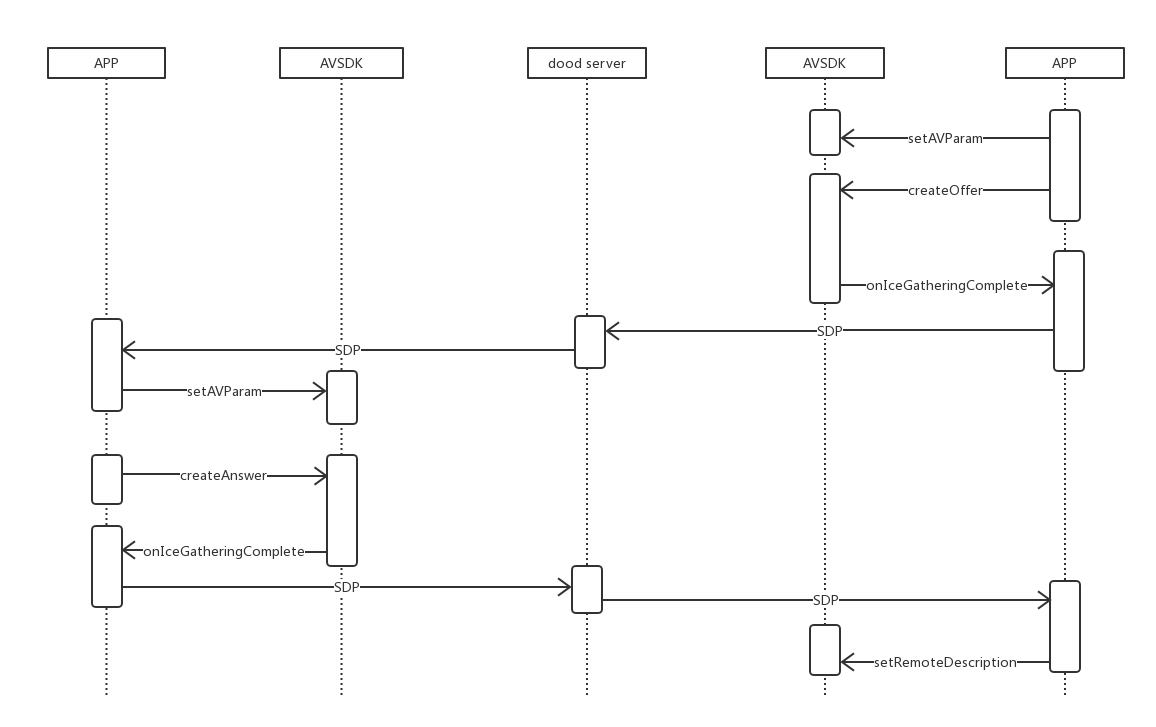 APP
AVSDK
dood server
AVSDK
APP
setAVParam
createOffer
onIceGatheringComplete
SDP
SDP
setAVParam
createAnswer
onIceGatheringComplete
SDP
SDP
setRemoteDescription